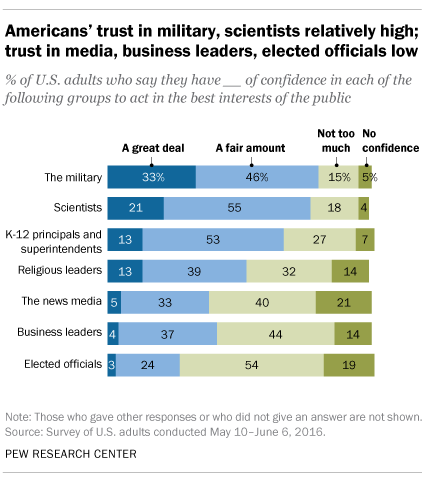 Americans' trust in military, scientists relatively high;
trust in media, business leaders, elected officials low
% of U.S. adults who say they have __ of confidence in each of the
following groups to act in the best interests of the public
A great deal A fair amount Not too much No confidence
The military 33% 46% 15% 5%
Scientists 21 55 18 4
K-12 principals and
superintendents 13 53 27 7
Religious leaders 13 39 32 14
The news media 5 33 40 21
Business leaders 4 37 44 14
Elected officials 3 24 54 19
Note: Those who gave other responses or who did not give an answer are not shown.
Source: Survey of U.S. adults conducted May 10–June 6, 2016.
PEW RESEARCH CENTER